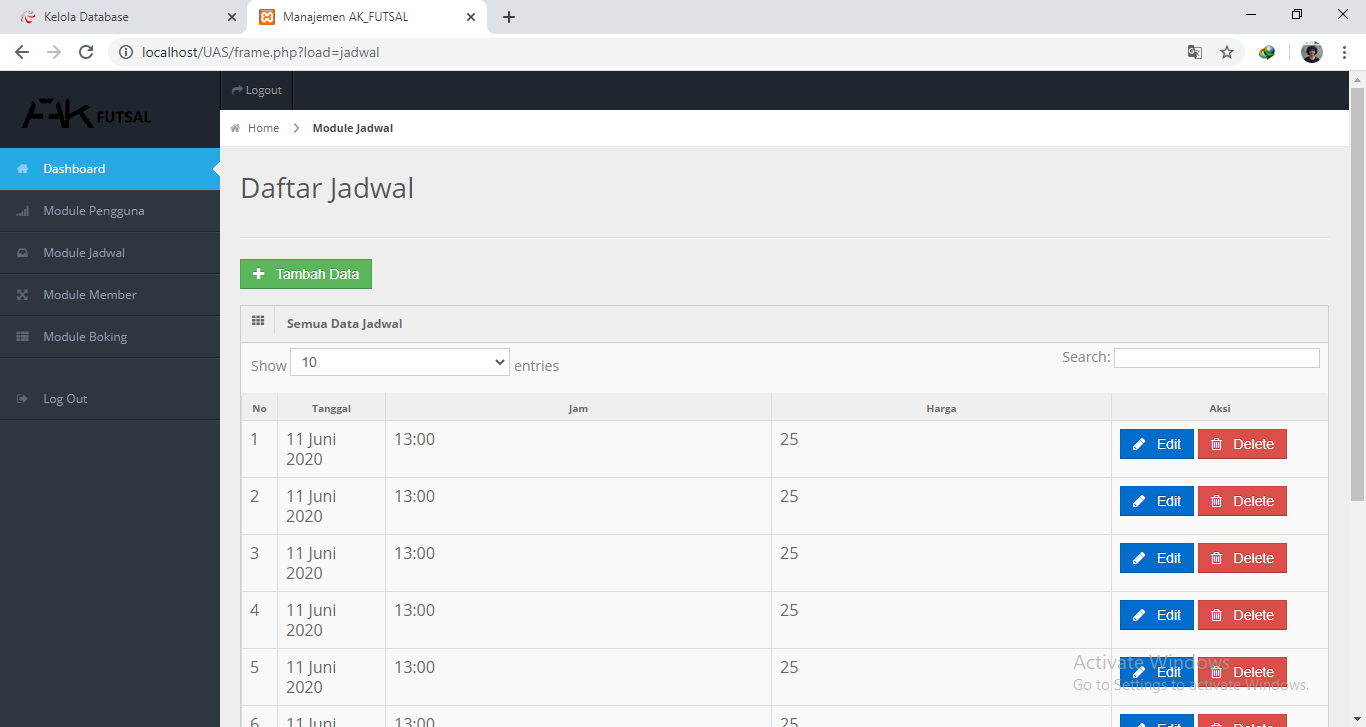 Kelola Database
Manajemen AK_FUTSAL
localhost/UAS/frame.php?load=jadwal
AK FUTSAL
Logout
Home
Module Jadwal
Dashboard
Module Pengguna
Module Jadwal
Module Member
Module Boking
Log Out
Daftar Jadwal
Tambah Data
Semua Data Jadwal
Show 10 entries
Search:
No Tanggal Jam Harga Aksi
1 11 Juni 13:00 25 Edit Delete
2020
2 11 Juni 13:00 25 Edit Delete
2020
3 11 Juni 13:00 25 Edit Delete
2020
4 11 Juni 13:00 25 Edit Delete
2020
5 11 Juni 13:00 25 Edit Delete
2020
Activate Windows
Go to Settings to activate Windows.
6 11 Juni 13:00 25 Edit Delete